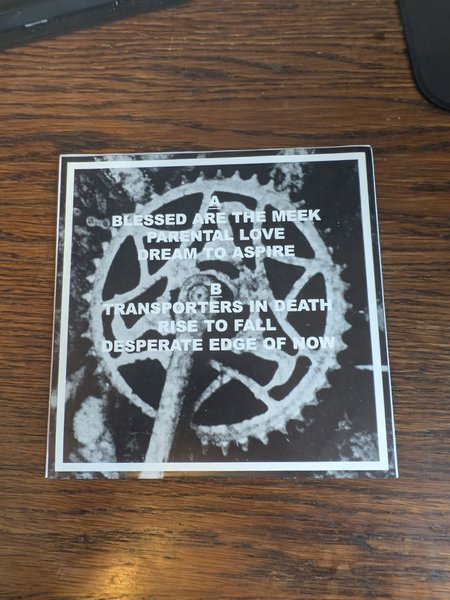 A
BLESSED ARE THE MEEK
PARENTAL LOVE
DREAM TO ASPIRE
B
TRANSPORTERS IN DEATH
RISE TO FALL
DESPERATE EDGE OF NOW